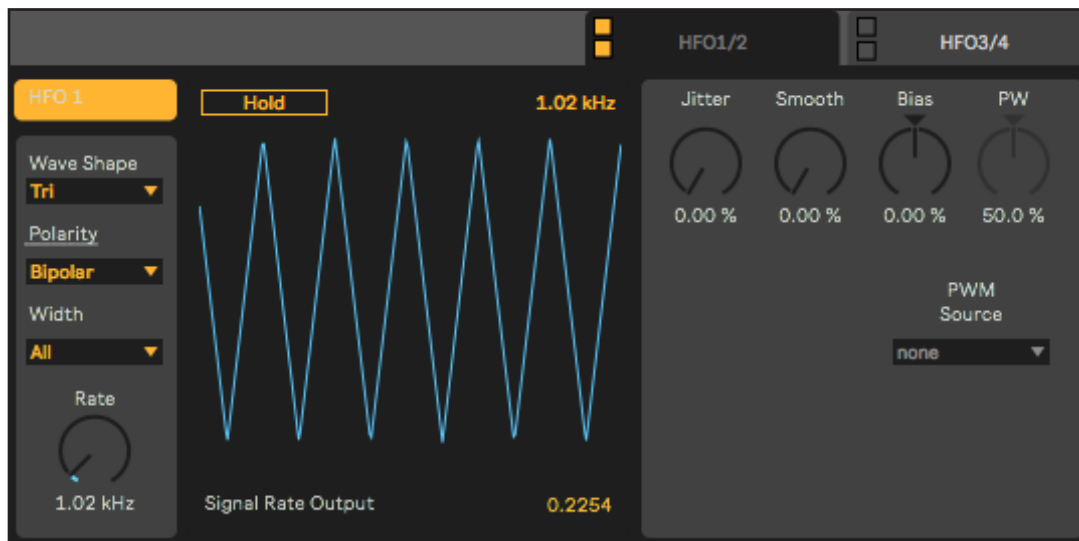 HFO1/2
HFO3/4
HFO 1
Hold
1.02 kHz
Wave Shape
Tri
Polarity
Bipolar
Width
All
Rate
1.02 kHz
Signal Rate Output
0.2254
Jitter
Smooth
Bias
PW
0.00 %
0.00 %
0.00 %
50.0 %
PWM
Source
none